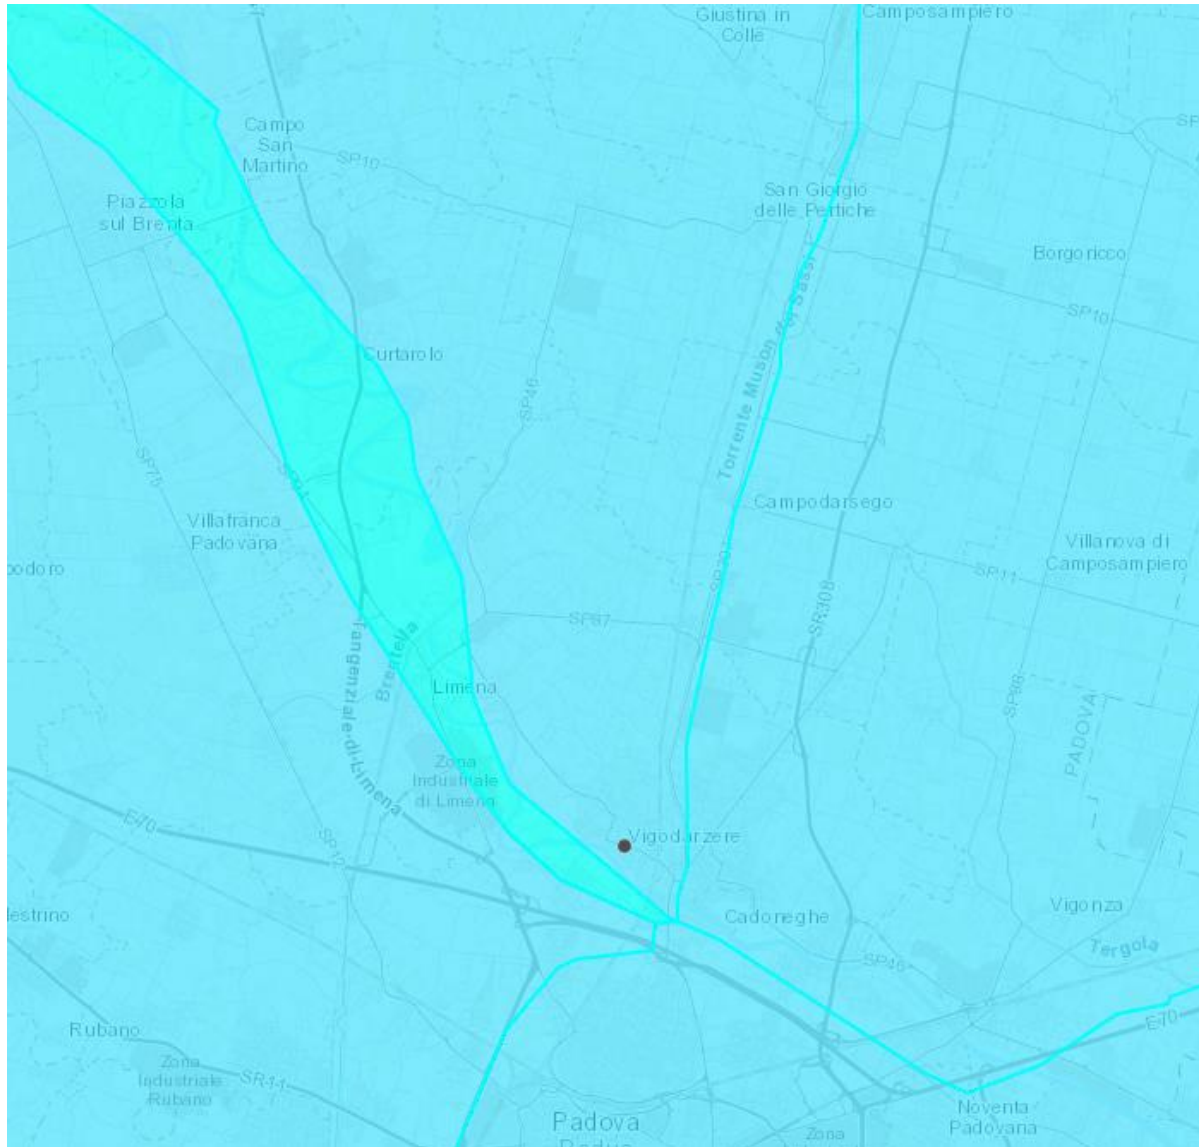 Giustina in
Colle
Camposampiero
Campo
San
Martino
SP10
Piazzola
sul Brenta
San Giorgio
delle Pertiche
Borgoricco
SP10
Curtarolo
SP46
Torrente Muson dei Sassi
Campodarsego
Villafranca
Padovana
Villanova di
Camposampiero
SP11
SR308
SP87
Brentella
Tangenziale di Limena
Limena
PADOVA
Zona
Industriale
di Limena
E70
Vigodarzere
Cadoneghe
Vigonza
Tergola
SP46
E70
Rubano
Zona
Industriale
Rubano
SR11
Padova
Noventa
Padovana
Zona